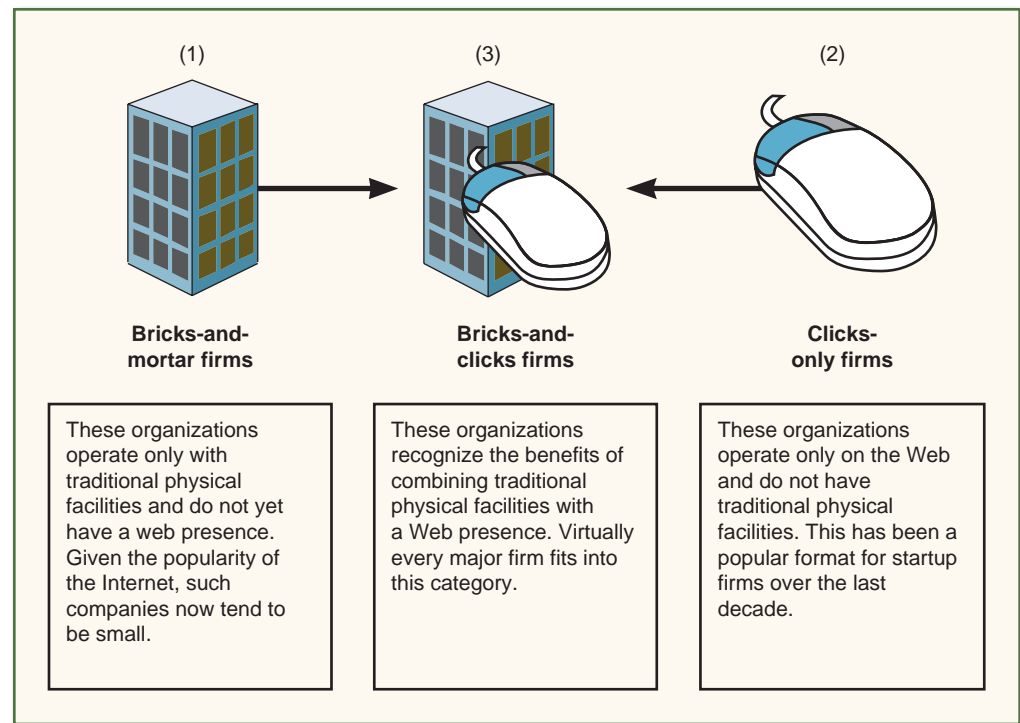 (1)
(3)
(2)
Bricks-and-
mortar firms
Bricks-and-
clicks firms
Clicks-
only firms
These organizations
operate only with
traditional physical
facilities and do not yet
have a web presence.
Given the popularity of
the Internet, such
companies now tend to
be small.
These organizations
recognize the benefits of
combining traditional
physical facilities with
a Web presence. Virtually
every major firm fits into
this category.
These organizations
operate only on the Web
and do not have
traditional physical
facilities. This has been a
popular format for startup
firms over the last
decade.